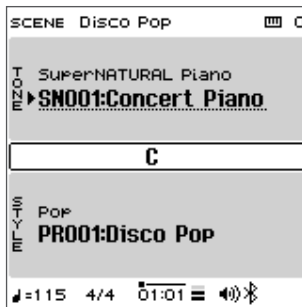 SCENE Disco Pop
TONE
SuperNATURAL Piano
SN001:Concert Piano
C
STYLE
Pop
PR001:Disco Pop
♩=115 4/4 01:01